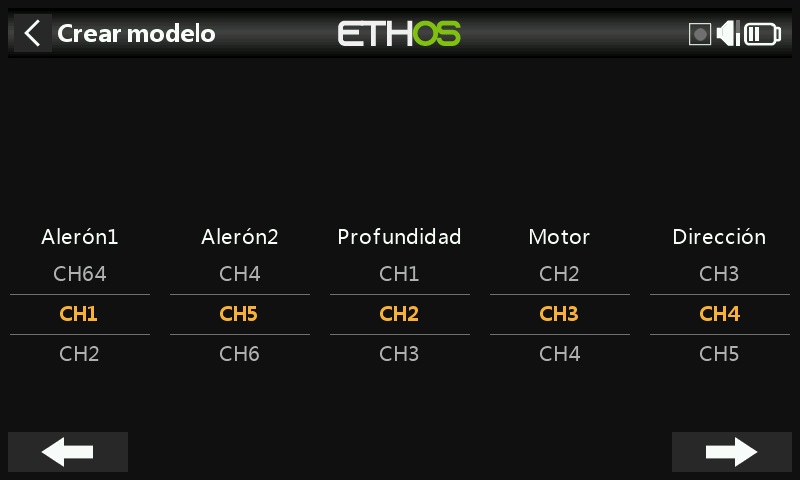 Crear modelo ETHOS
Alerón1 Alerón2 Profundidad Motor Dirección
CH64 CH4 CH1 CH2 CH3
CH1 CH5 CH2 CH3 CH4
CH2 CH6 CH3 CH4 CH5